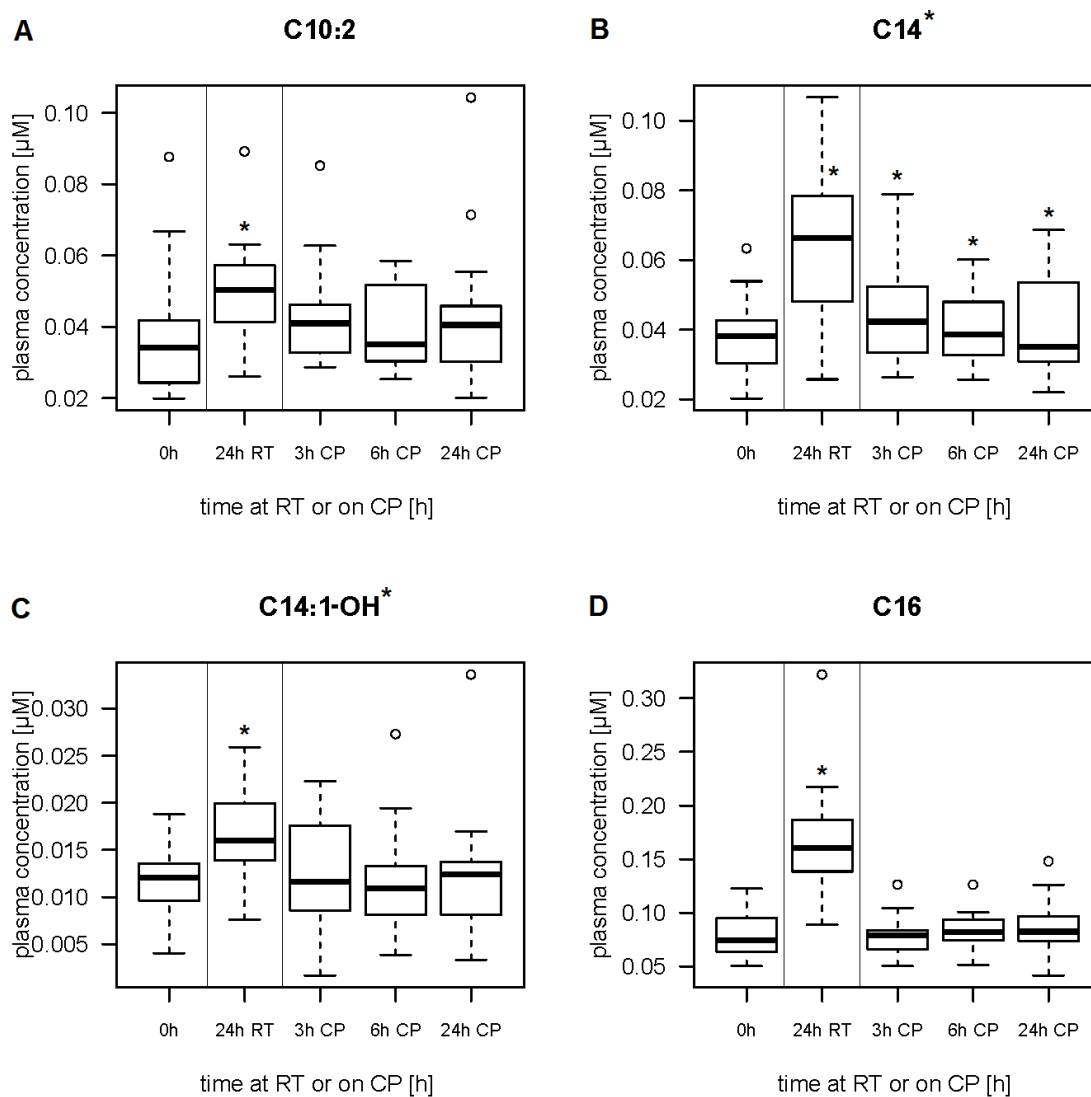 A
C10:2
plasma concentration [µM]
0.10
0.08
0.06
0.04
0.02
*
0h
24h RT
3h CP
6h CP
24h CP
time at RT or on CP [h]
B
C14*
plasma concentration [µM]
0.10
0.08
0.06
0.04
0.02
*
*
*
*
0h
24h RT
3h CP
6h CP
24h CP
time at RT or on CP [h]
C
C14:1-OH*
plasma concentration [µM]
0.030
0.025
0.020
0.015
0.010
0.005
*
0h
24h RT
3h CP
6h CP
24h CP
time at RT or on CP [h]
D
C16
plasma concentration [µM]
0.30
0.25
0.20
0.15
0.10
0.05
*
0h
24h RT
3h CP
6h CP
24h CP
time at RT or on CP [h]